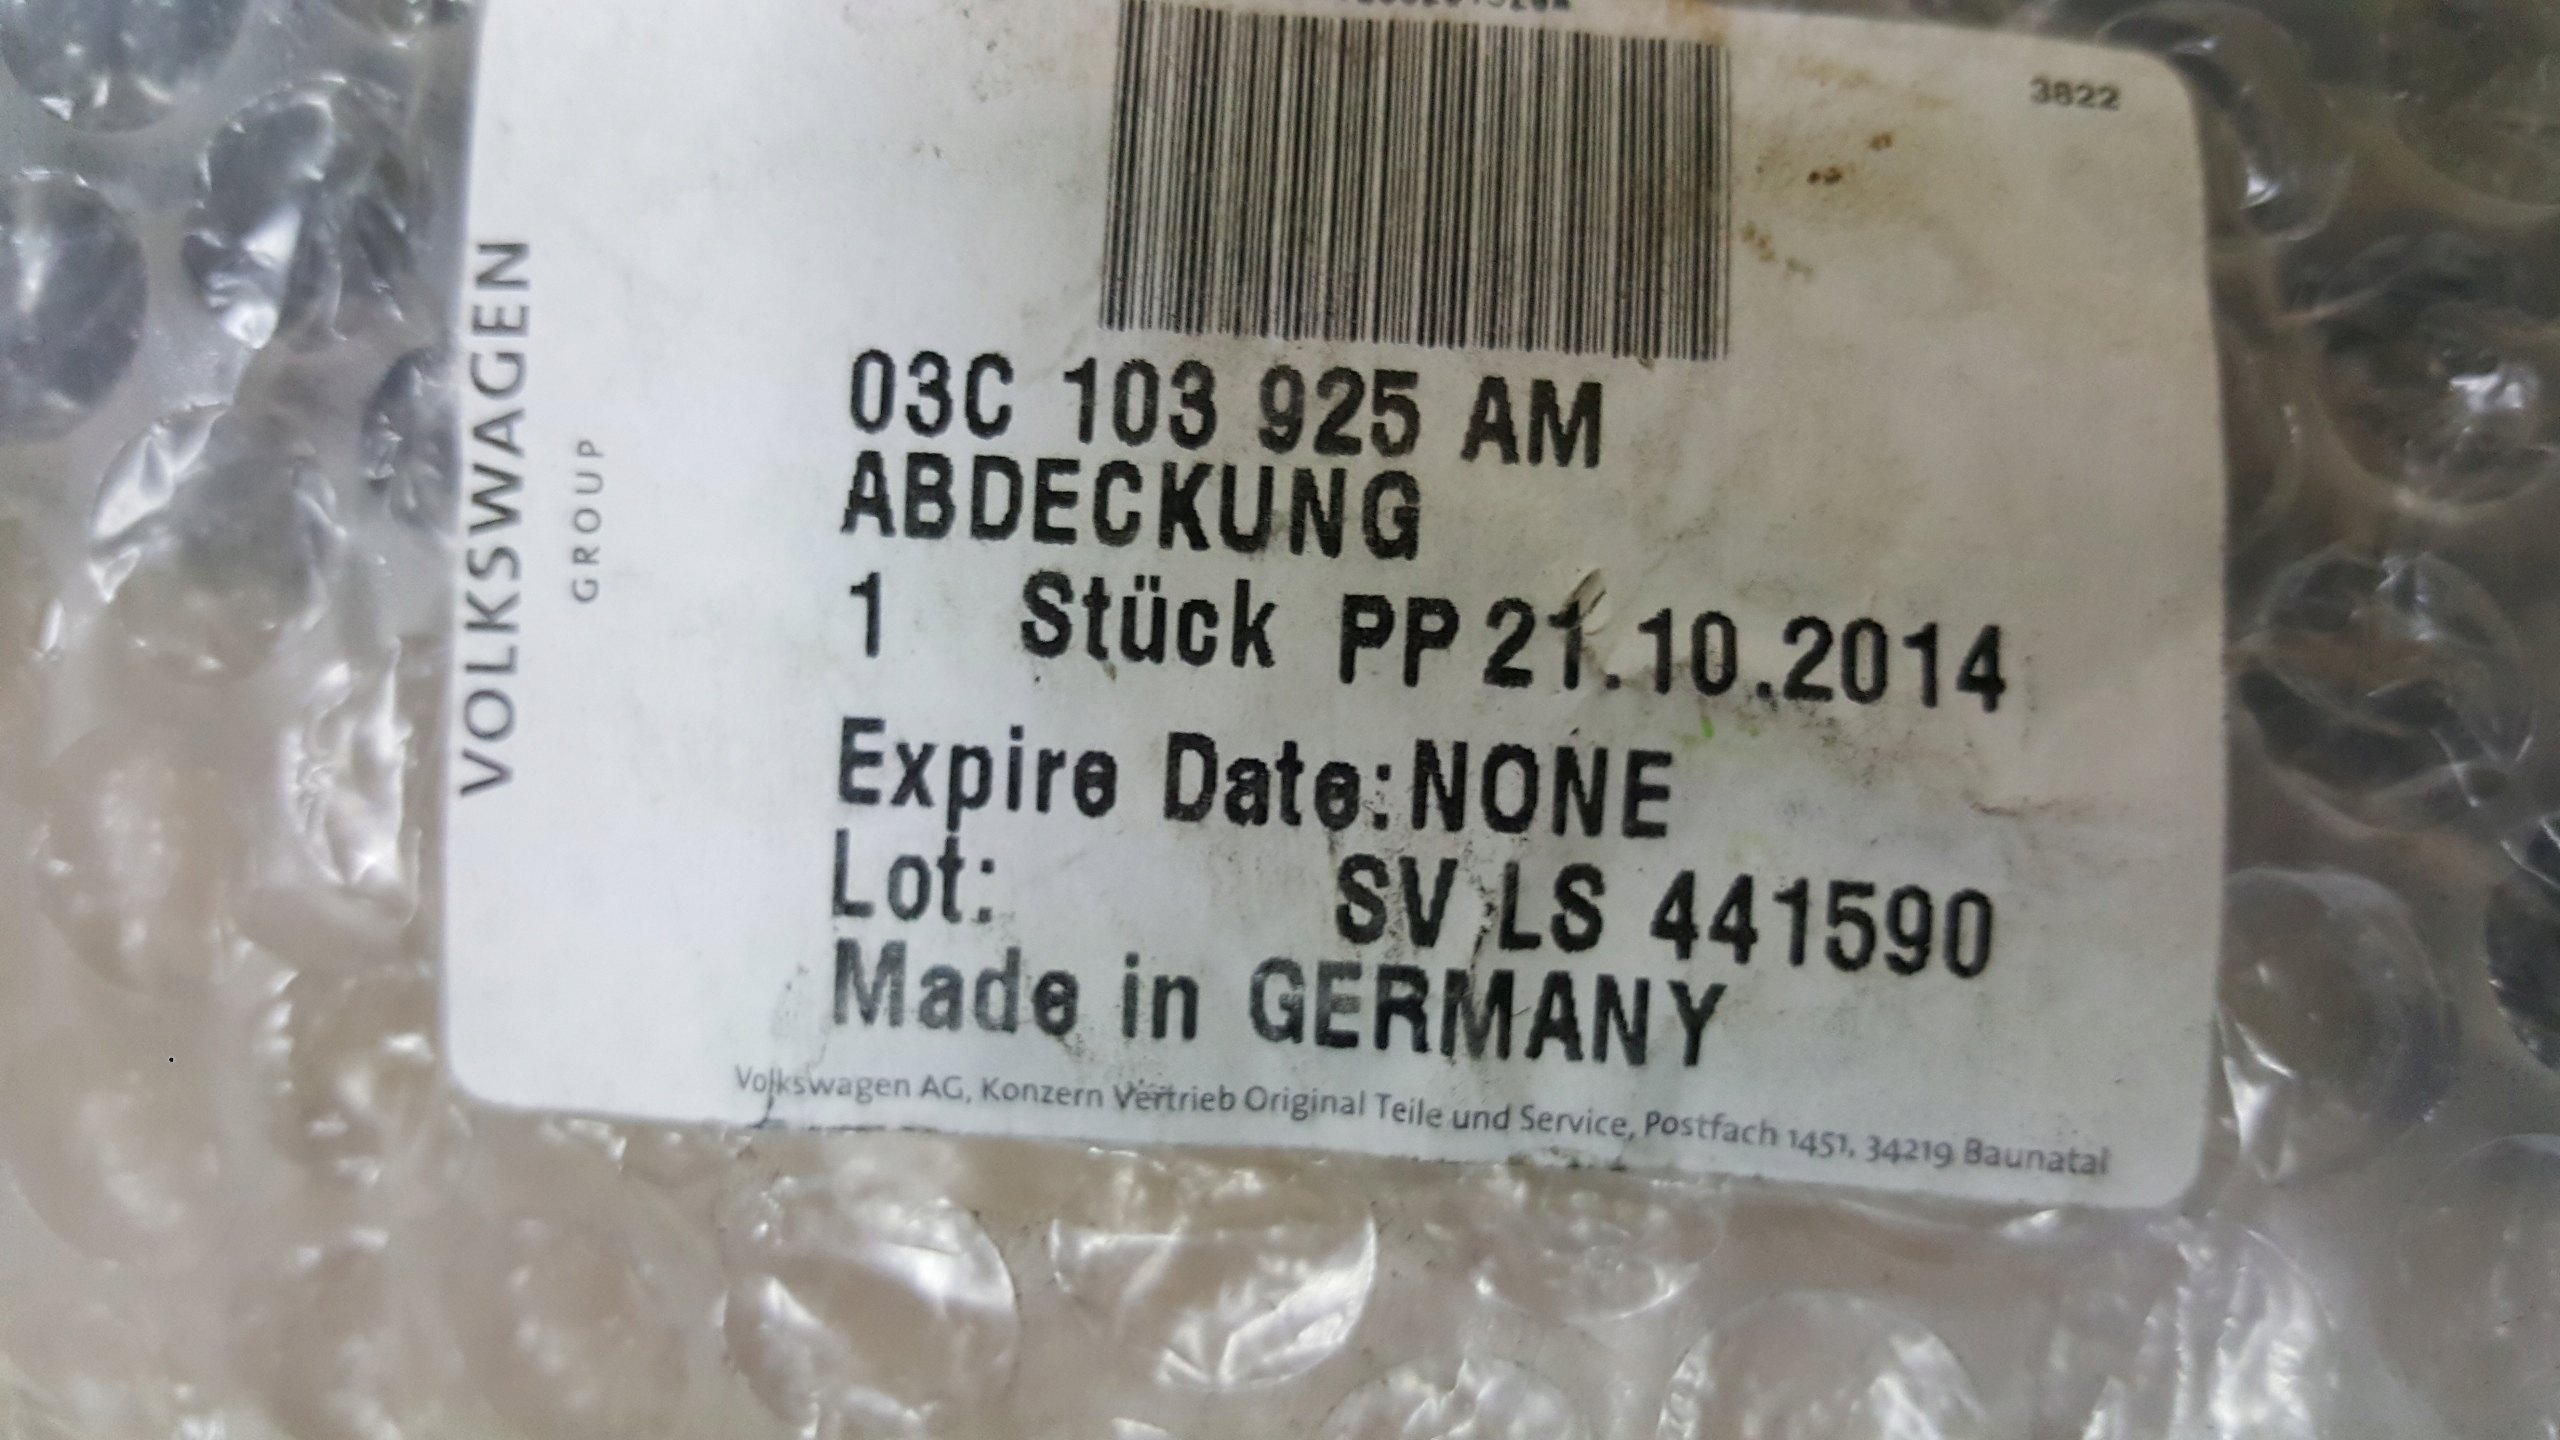 3822
VOLKSWAGEN
GROUP
03C 103 925 AM
ABDECKUNG
1 Stück PP 21.10.2014
Expire Date:NONE
Lot: SV LS 441590
Made in GERMANY
Volkswagen AG, Konzern Vertrieb Original Teile und Service, Postfach 1451, 34219 Baunatal